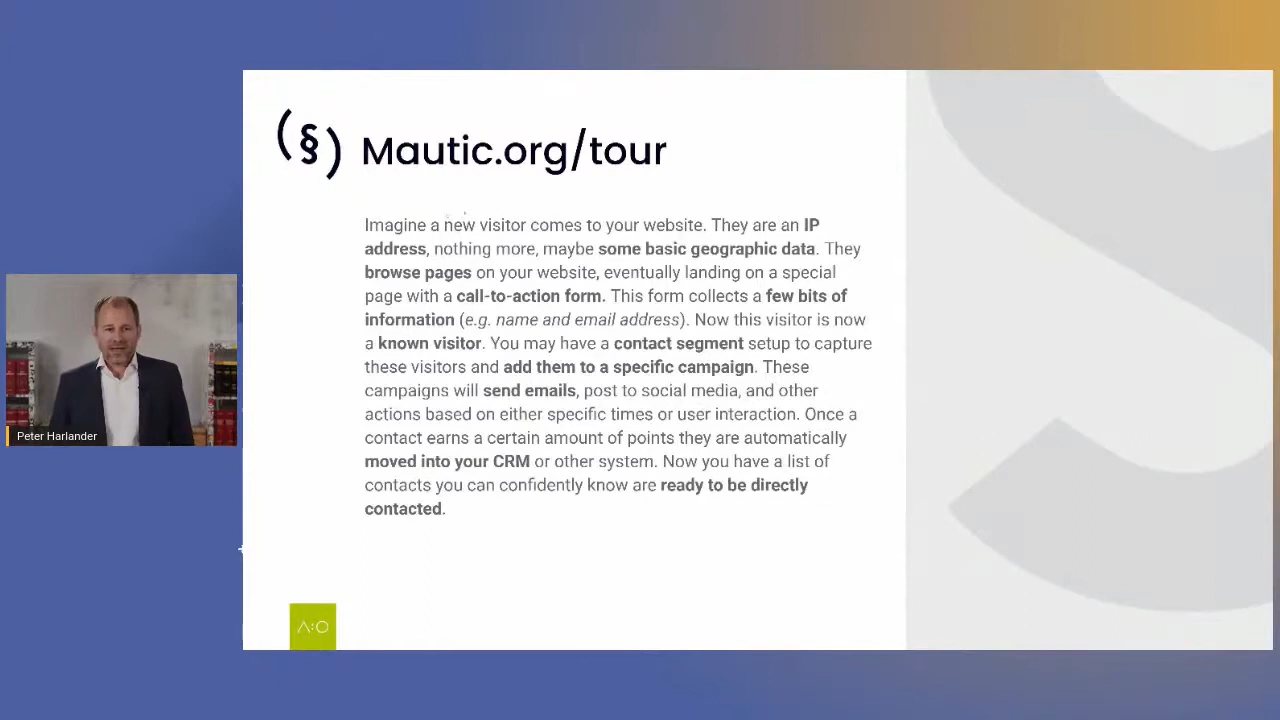 (§) Mautic.org/tour
Imagine a new visitor comes to your website. They are an IP
address, nothing more, maybe some basic geographic data. They
browse pages on your website, eventually landing on a special
page with a call-to-action form. This form collects a few bits of
information (e.g. name and email address). Now this visitor is now
a known visitor. You may have a contact segment setup to capture
these visitors and add them to a specific campaign. These
campaigns will send emails, post to social media, and other
actions based on either specific times or user interaction. Once a
contact earns a certain amount of points they are automatically
moved into your CRM or other system. Now you have a list of
contacts you can confidently know are ready to be directly
contacted.
Peter Harlander
Λ:O